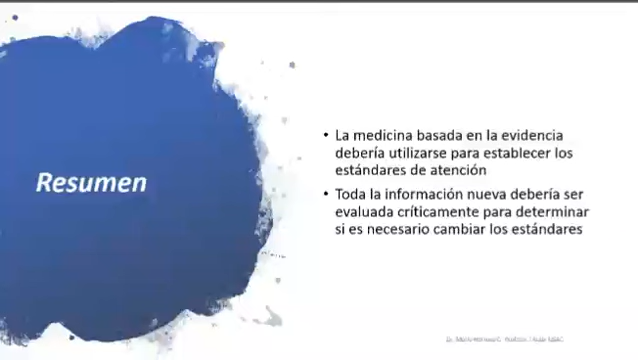 Resumen
• La medicina basada en la evidencia
debería utilizarse para establecer los
estándares de atención
• Toda la información nueva debería ser
evaluada críticamente para determinar
si es necesario cambiar los estándares